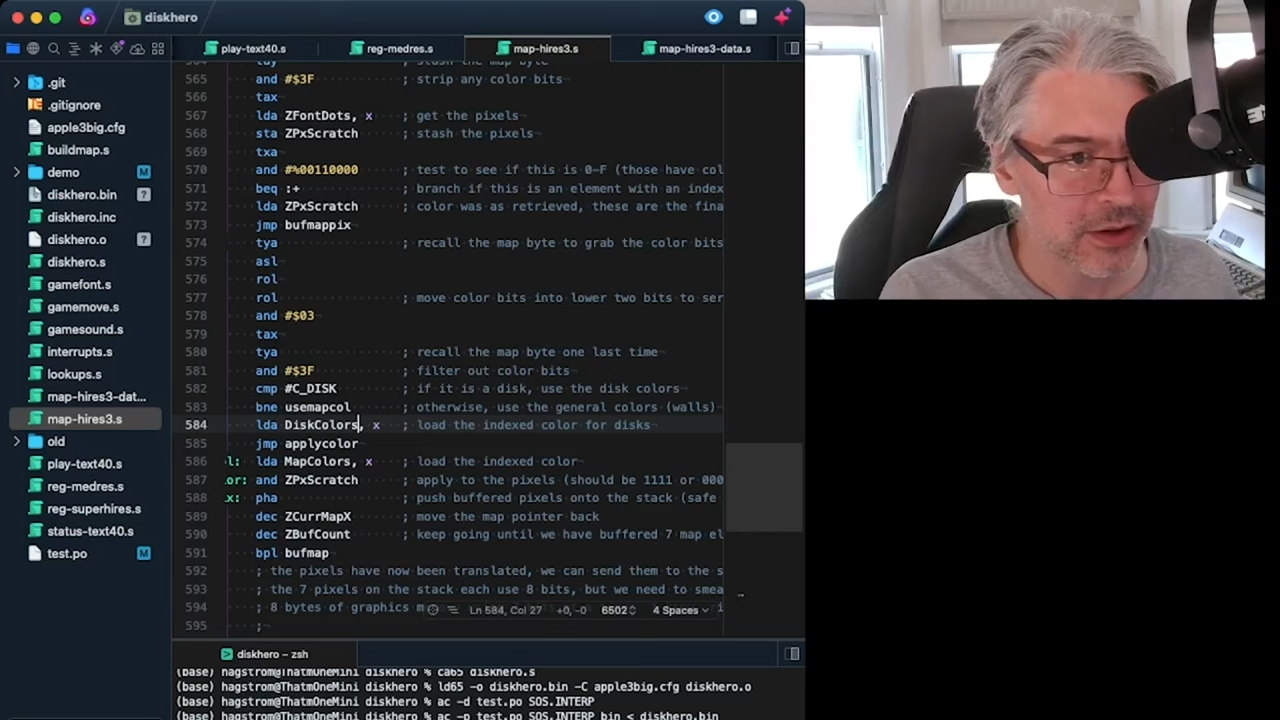 diskhero
play-text40.s
reg-medres.s
map-hires3.s
map-hires3-data.s
.git
.gitignore
apple3big.cfg
buildmap.s
demo M
diskhero.bin ?
diskhero.inc
diskhero.o ?
diskhero.s
gamefont.s
gamemove.s
gamesound.s
interrupts.s
lookups.s
map-hires3-dat...
map-hires3.s
old
play-text40.s
reg-medres.s
reg-superhires.s
status-text40.s
test.po M
565 and #$3F ; strip any color bits
566 tax
567 lda ZFontDots, x ; get the pixels
568 sta ZPxScratch ; stash the pixels
569 txa
570 and #%00110000 ; test to see if this is 0-F (those have col
571 beq :+ ; branch if this is an element with an index
572 lda ZPxScratch ; color was as retrieved, these are the fina
573 jmp bufmappix
574 tya ; recall the map byte to grab the color bits
575 asl
576 rol
577 rol ; move color bits into lower two bits to ser
578 and #$03
579 tax
580 tya ; recall the map byte one last time
581 and #$3F ; filter out color bits
582 cmp #C_DISK ; if it is a disk, use the disk colors
583 bne usemapcol ; otherwise, use the general colors (walls)
584 lda DiskColors, x ; load the indexed color for disks
585 jmp applycolor
586 l: lda MapColors, x ; load the indexed color
587 or: and ZPxScratch ; apply to the pixels (should be 1111 or 000
588 x: pha ; push buffered pixels onto the stack (safe
589 dec ZCurrMapX ; move the map pointer back
590 dec ZBufCount ; keep going until we have buffered 7 map el
591 bpl bufmap
592 ; the pixels have now been translated, we can send them to the s
593 ; the 7 pixels on the stack each use 8 bits, but we need to smea
594 ; 8 bytes of graphics m
595 ;
Ln 584, Col 27 +0, -0 6502 4 Spaces
diskhero – zsh
(base) hagstrom@ThatmOneMini diskhero % ca65 diskhero.s
(base) hagstrom@ThatmOneMini diskhero % ld65 -o diskhero.bin -C apple3big.cfg diskhero.o
(base) hagstrom@ThatmOneMini diskhero % ac -d test.po SOS.INTERP
(base) hagstrom@ThatmOneMini diskhero % ac -p test.po SOS.INTERP bin < diskhero.bin